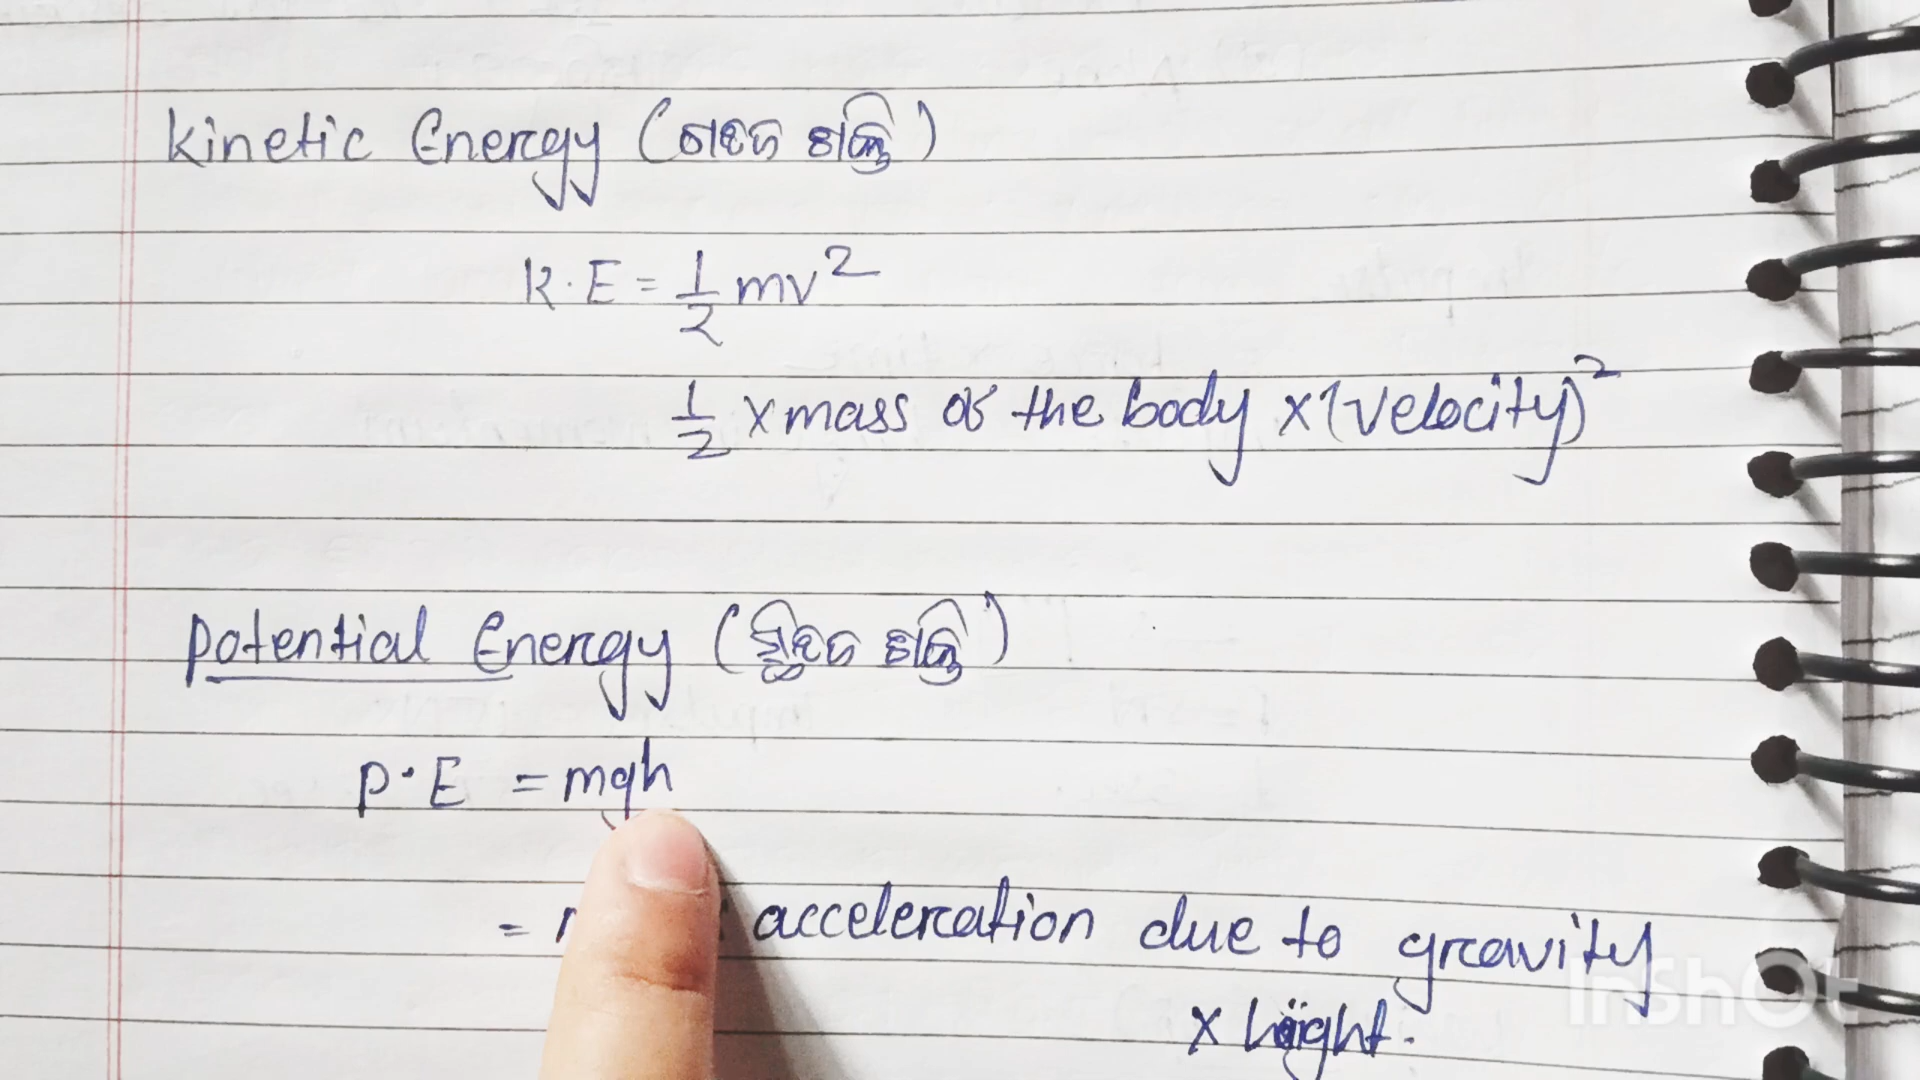 Kinetic Energy (ଗତିଜ ଶକ୍ତି)
K.E = 1/2 mv²
1/2 x mass of the body x (velocity)²
Potential Energy (ସ୍ଥିତିଜ ଶକ୍ତି)
P.E = mgh
= acceleration due to gravity
x height.
InShOt